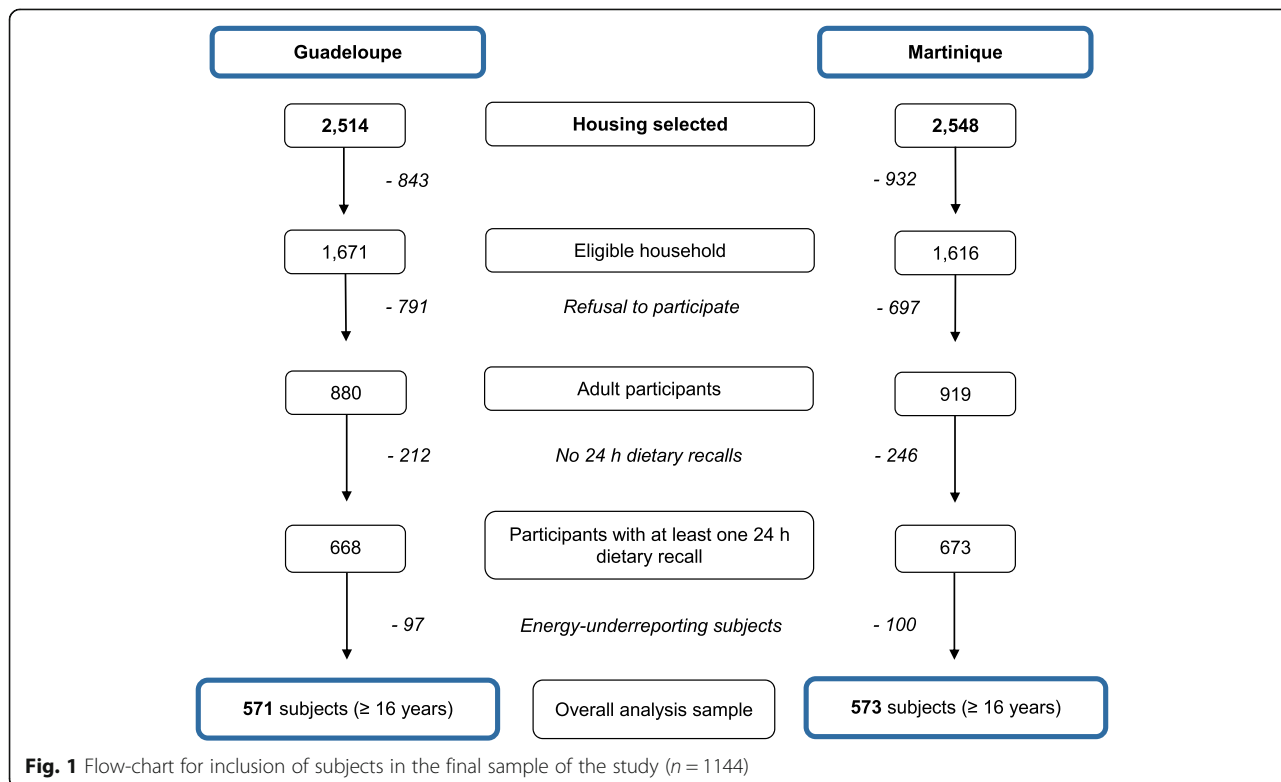 Guadeloupe
Martinique
2,514
Housing selected
2,548
- 843
- 932
1,671
Eligible household
1,616
- 791
Refusal to participate
- 697
880
Adult participants
919
- 212
No 24 h dietary recalls
- 246
668
Participants with at least one 24 h
dietary recall
673
- 97
Energy-underreporting subjects
- 100
571 subjects (≥ 16 years)
Overall analysis sample
573 subjects (≥ 16 years)
Fig. 1 Flow-chart for inclusion of subjects in the final sample of the study (n = 1144)